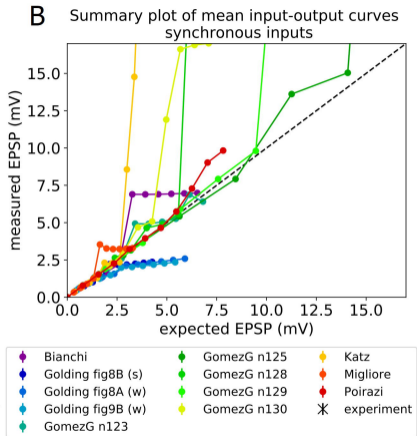 B Summary plot of mean input-output curves
synchronous inputs
measured EPSP (mV)
15.0
12.5
10.0
7.5
5.0
2.5
0.0
0.0 2.5 5.0 7.5 10.0 12.5 15.0
expected EPSP (mV)
Bianchi GomezG n125 Katz
Golding fig8B (s) GomezG n128 Migliore
Golding fig8A (w) GomezG n129 Poirazi
Golding fig9B (w) GomezG n130 experiment
GomezG n123